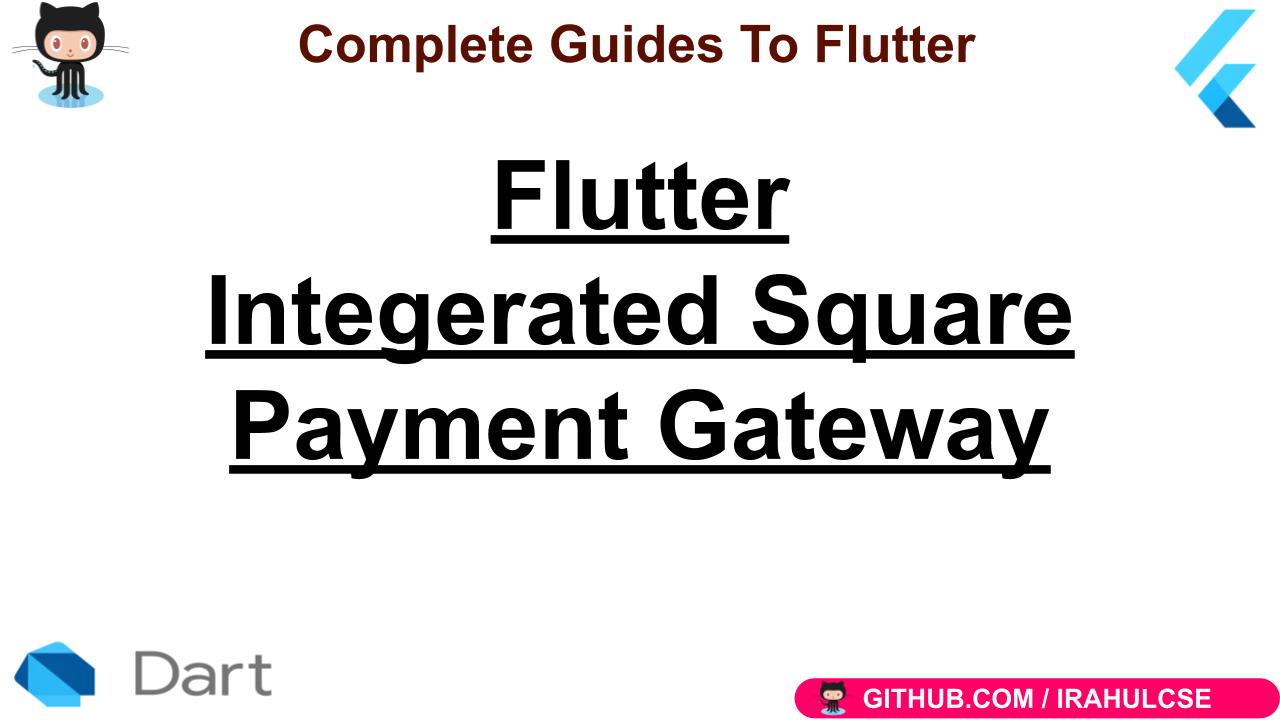 Complete Guides To Flutter
Flutter
Integerated Square
Payment Gateway
Dart
GITHUB.COM / IRAHULCSE